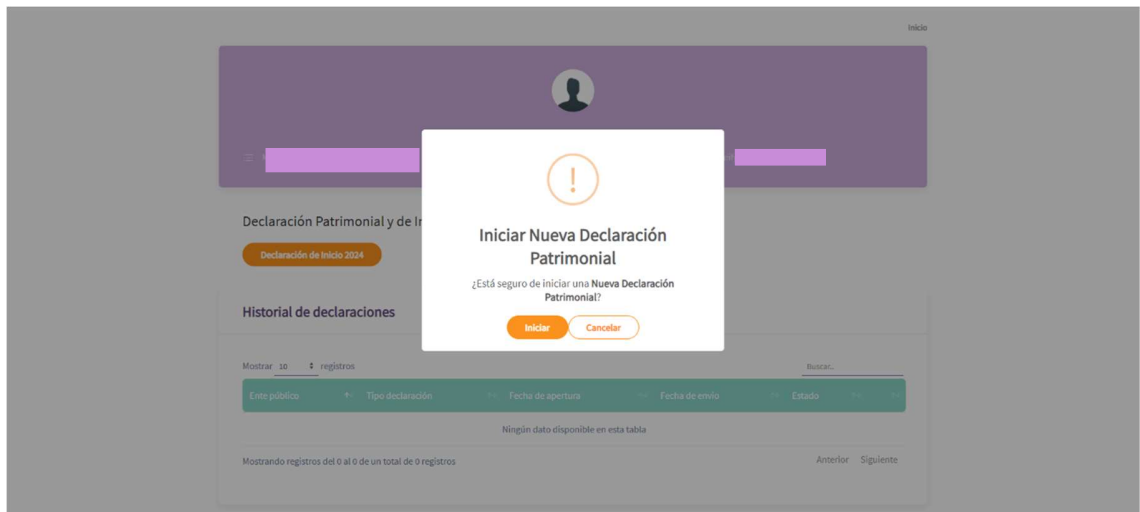 Inicio
Declaración Patrimonial y de
Declaración de Inicio 2024
!
Iniciar Nueva Declaración
Patrimonial
¿Está seguro de iniciar una Nueva Declaración
Patrimonial?
Iniciar Cancelar
Historial de declaraciones
Mostrar 10 registros
Buscar..
Ente público Tipo declaración Fecha de apertura Fecha de envio Estado
Ningún dato disponible en esta tabla
Mostrando registros del 0 al 0 de un total de 0 registros
Anterior Siguiente